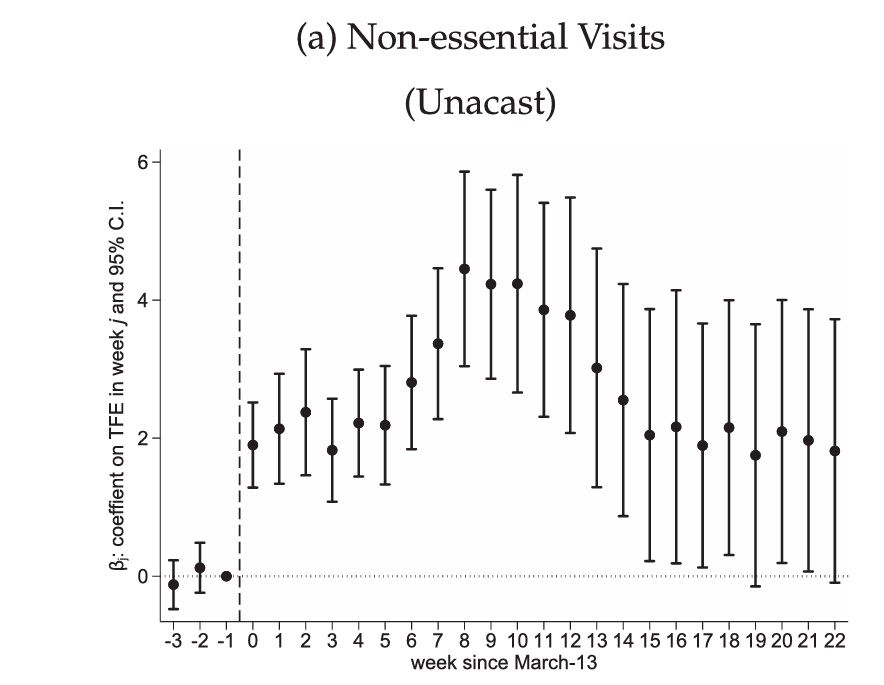 (a) Non-essential Visits
(Unacast)
βj: coeffient on TFE in week j and 95% C.I.
6
4
2
0
-3 -2 -1 0 1 2 3 4 5 6 7 8 9 10 11 12 13 14 15 16 17 18 19 20 21 22
week since March-13